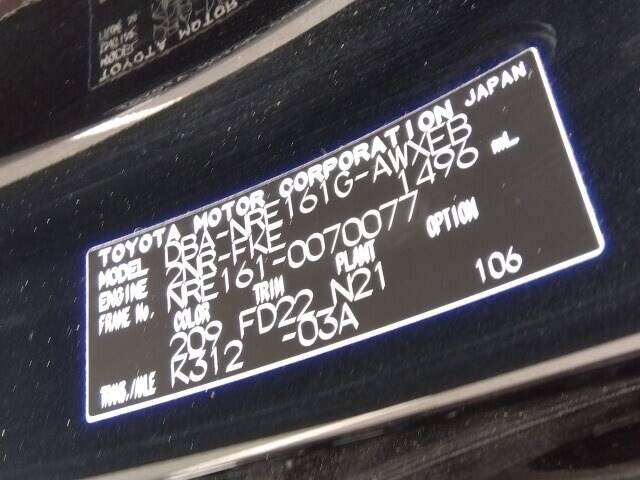 TOYOTA MOTOR CORPORATION JAPAN
MODEL DBA-NRE161G-AWXEB
ENGINE 2NR-FKE 1496 mL
FRAME No. NRE161-0070077
COLOR TRIM PLANT OPTION
209 FD22 N21 106
TRANS./AXLE K312 -03A